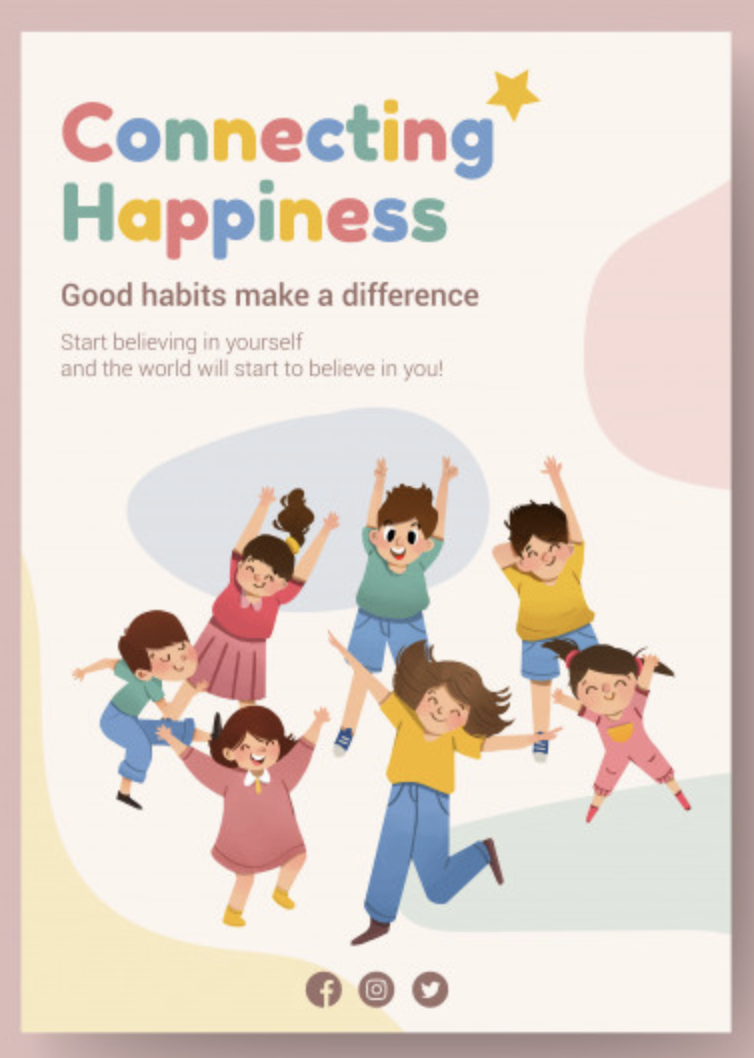 Connecting
Happiness
Good habits make a difference
Start believing in yourself
and the world will start to believe in you!